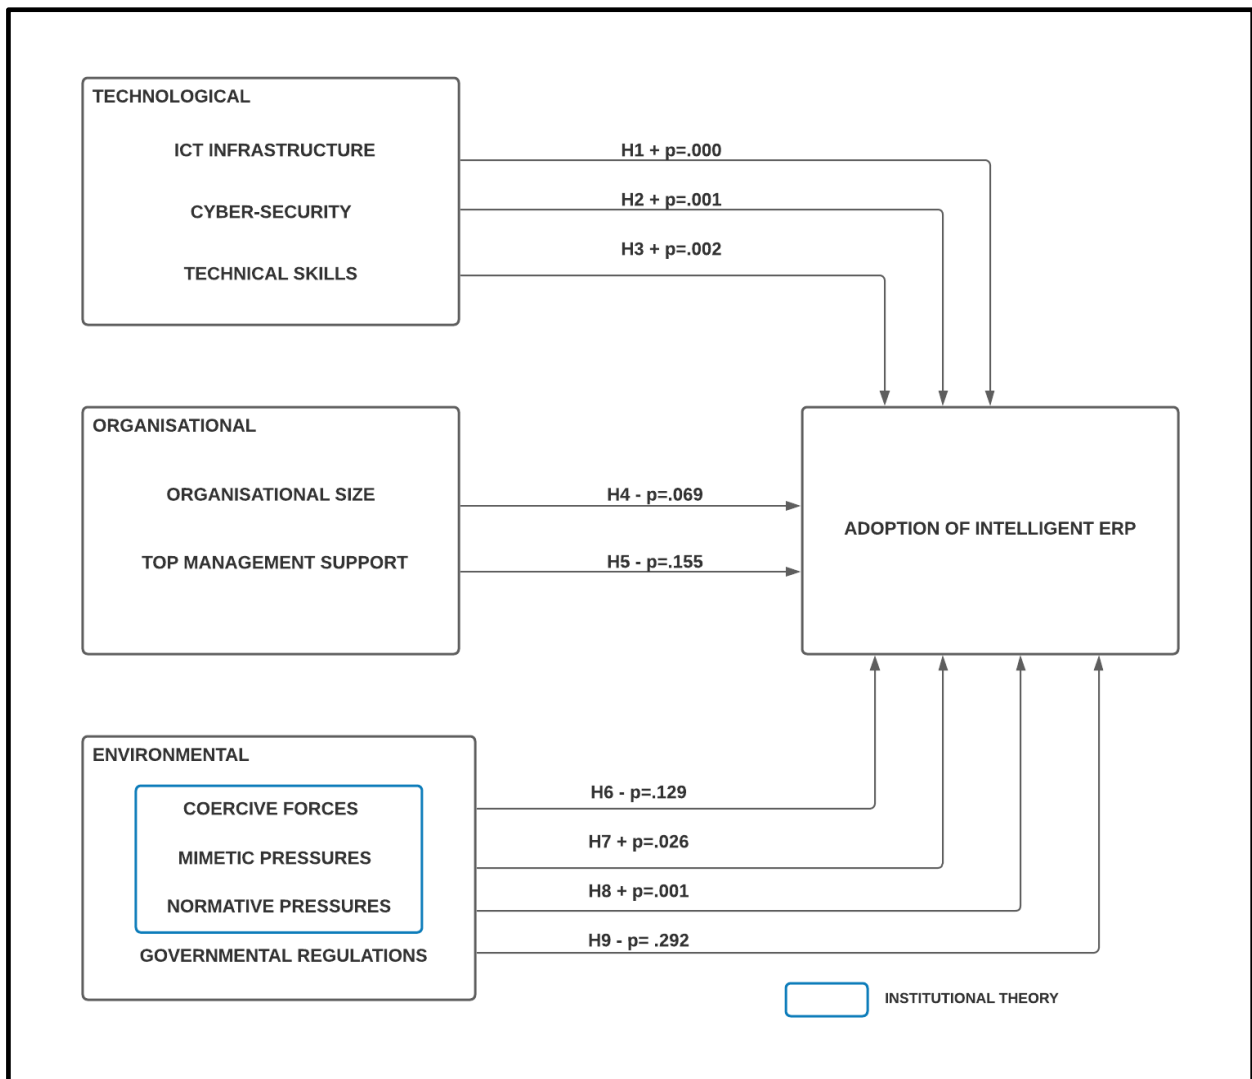 TECHNOLOGICAL
ICT INFRASTRUCTURE
CYBER-SECURITY
TECHNICAL SKILLS
H1 + p=.000
H2 + p=.001
H3 + p=.002
ORGANISATIONAL
ORGANISATIONAL SIZE
TOP MANAGEMENT SUPPORT
H4 - p=.069
H5 - p=.155
ADOPTION OF INTELLIGENT ERP
ENVIRONMENTAL
COERCIVE FORCES
MIMETIC PRESSURES
NORMATIVE PRESSURES
GOVERNMENTAL REGULATIONS
H6 - p=.129
H7 + p=.026
H8 + p=.001
H9 - p= .292
INSTITUTIONAL THEORY